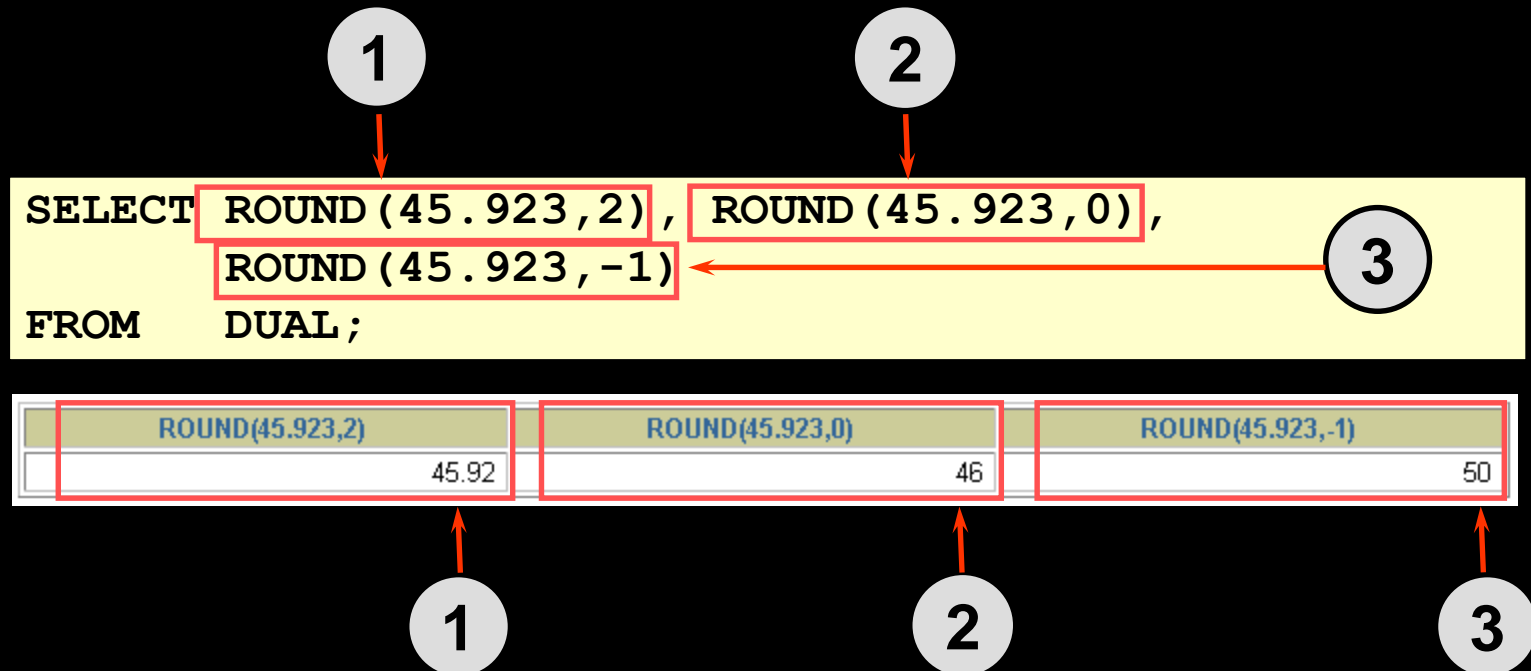 1 2
SELECT ROUND(45.923,2), ROUND(45.923,0),
ROUND(45.923,-1) 3
FROM DUAL;
ROUND(45.923,2) ROUND(45.923,0) ROUND(45.923,-1)
45.92 46 50
1 2 3